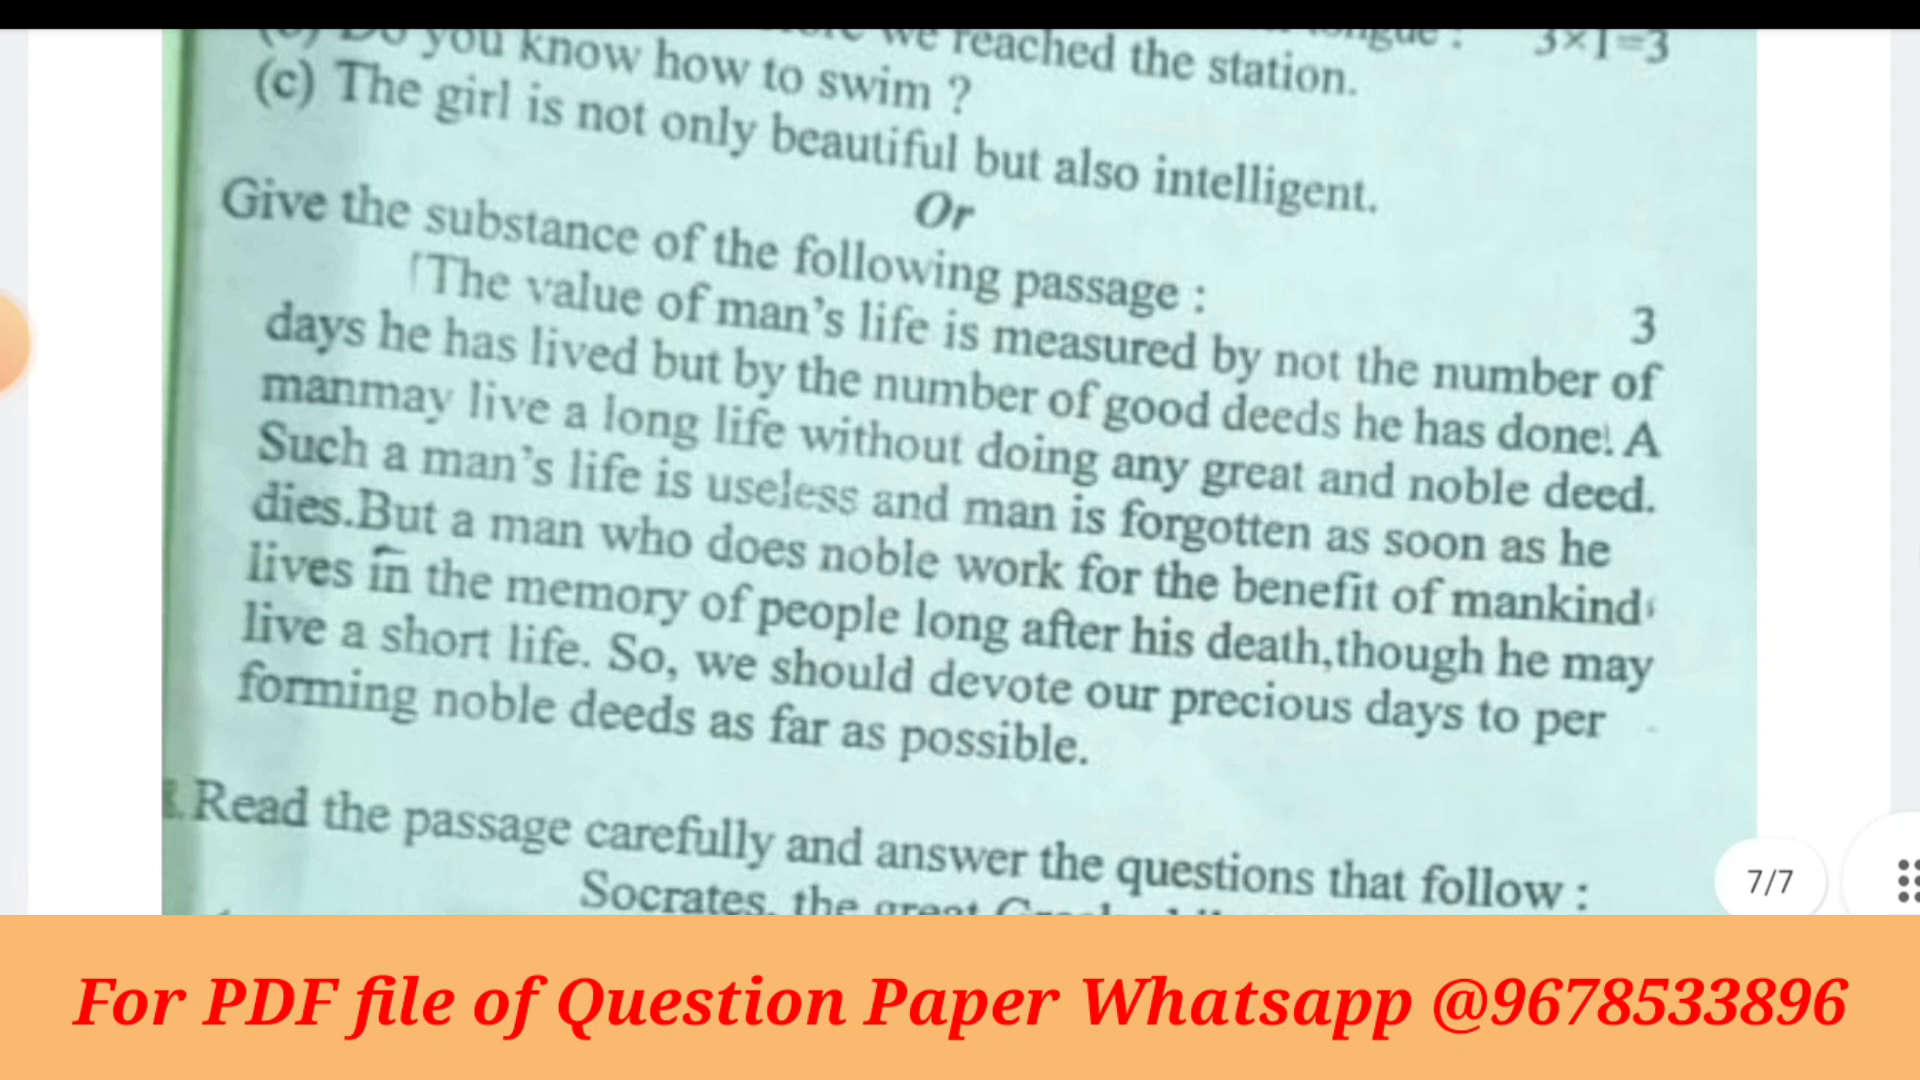 (b) Do you know how to swim ?
we reached the station.
3×1=3
(c) The girl is not only beautiful but also intelligent.
Or
Give the substance of the following passage :
3
The value of man's life is measured by not the number of
days he has lived but by the number of good deeds he has done. A
manmay live a long life without doing any great and noble deed.
Such a man's life is useless and man is forgotten as soon as he
dies.But a man who does noble work for the benefit of mankind
lives in the memory of people long after his death,though he may
live a short life. So, we should devote our precious days to per
forming noble deeds as far as possible.
Read the passage carefully and answer the questions that follow :
Socrates, the great
7/7
For PDF file of Question Paper Whatsapp @9678533896